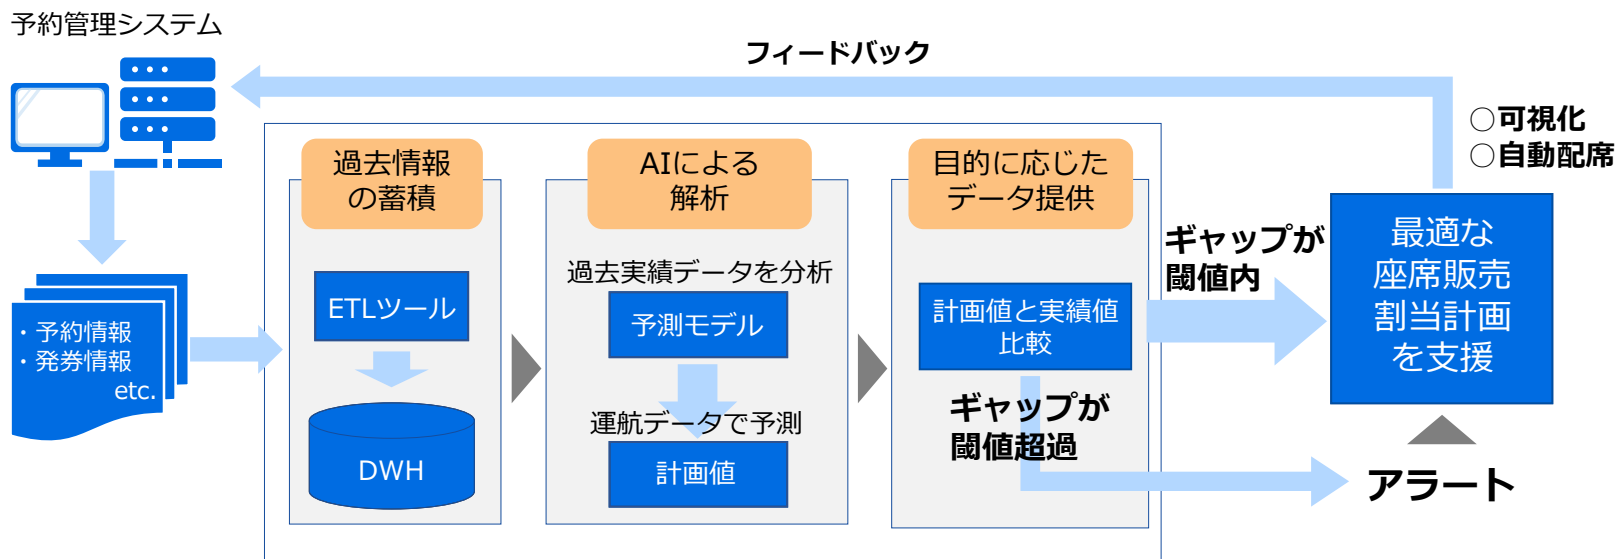 予約管理システム
フィードバック
○可視化
○自動配席
過去情報
の蓄積
AIによる
解析
目的に応じた
データ提供
・予約情報
・発券情報
etc.
ETLツール
DWH
過去実績データを分析
予測モデル
運航データで予測
計画値
計画値と実績値
比較
ギャップが
閾値内
ギャップが
閾値超過
最適な
座席販売
割当計画
を支援
アラート